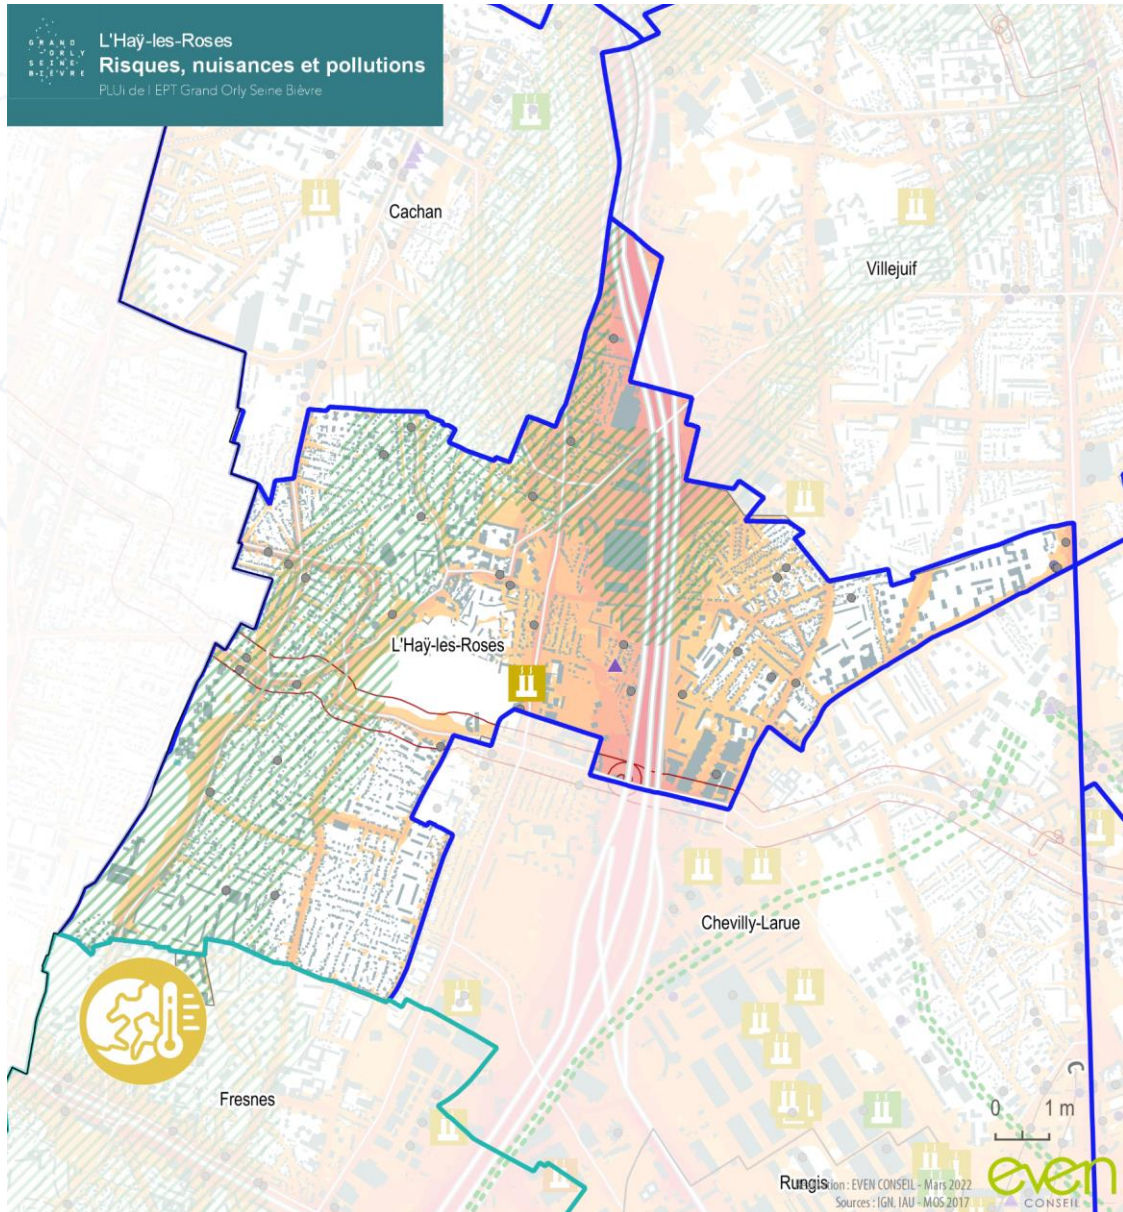 GRAND
ORLY
SEINE
BIÈVRE
L'Haÿ-les-Roses
Risques, nuisances et pollutions
PLUi de l EPT Grand Orly Seine Bièvre
Cachan
Villejuif
L'Haÿ-les-Roses
Chevilly-Larue
Fresnes
0 1 m
Rungis
tion : EVEN CONSEIL - Mars 2022
Sources : IGN, IAU - MOS 2017
even
CONSEIL